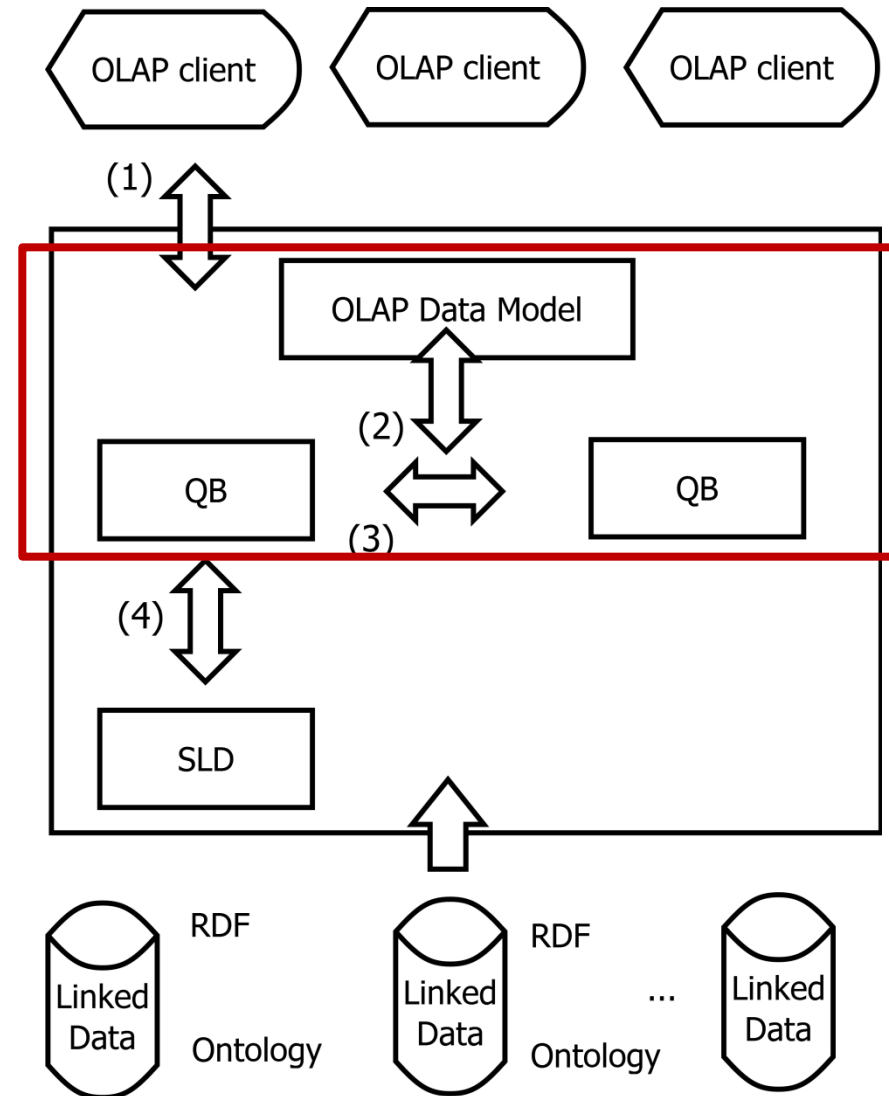 OLAP client
OLAP client
OLAP client
(1)
OLAP Data Model
(2)
QB
QB
(3)
(4)
SLD
RDF
RDF
Linked
Data
Linked
Data
...
Linked
Data
Ontology
Ontology